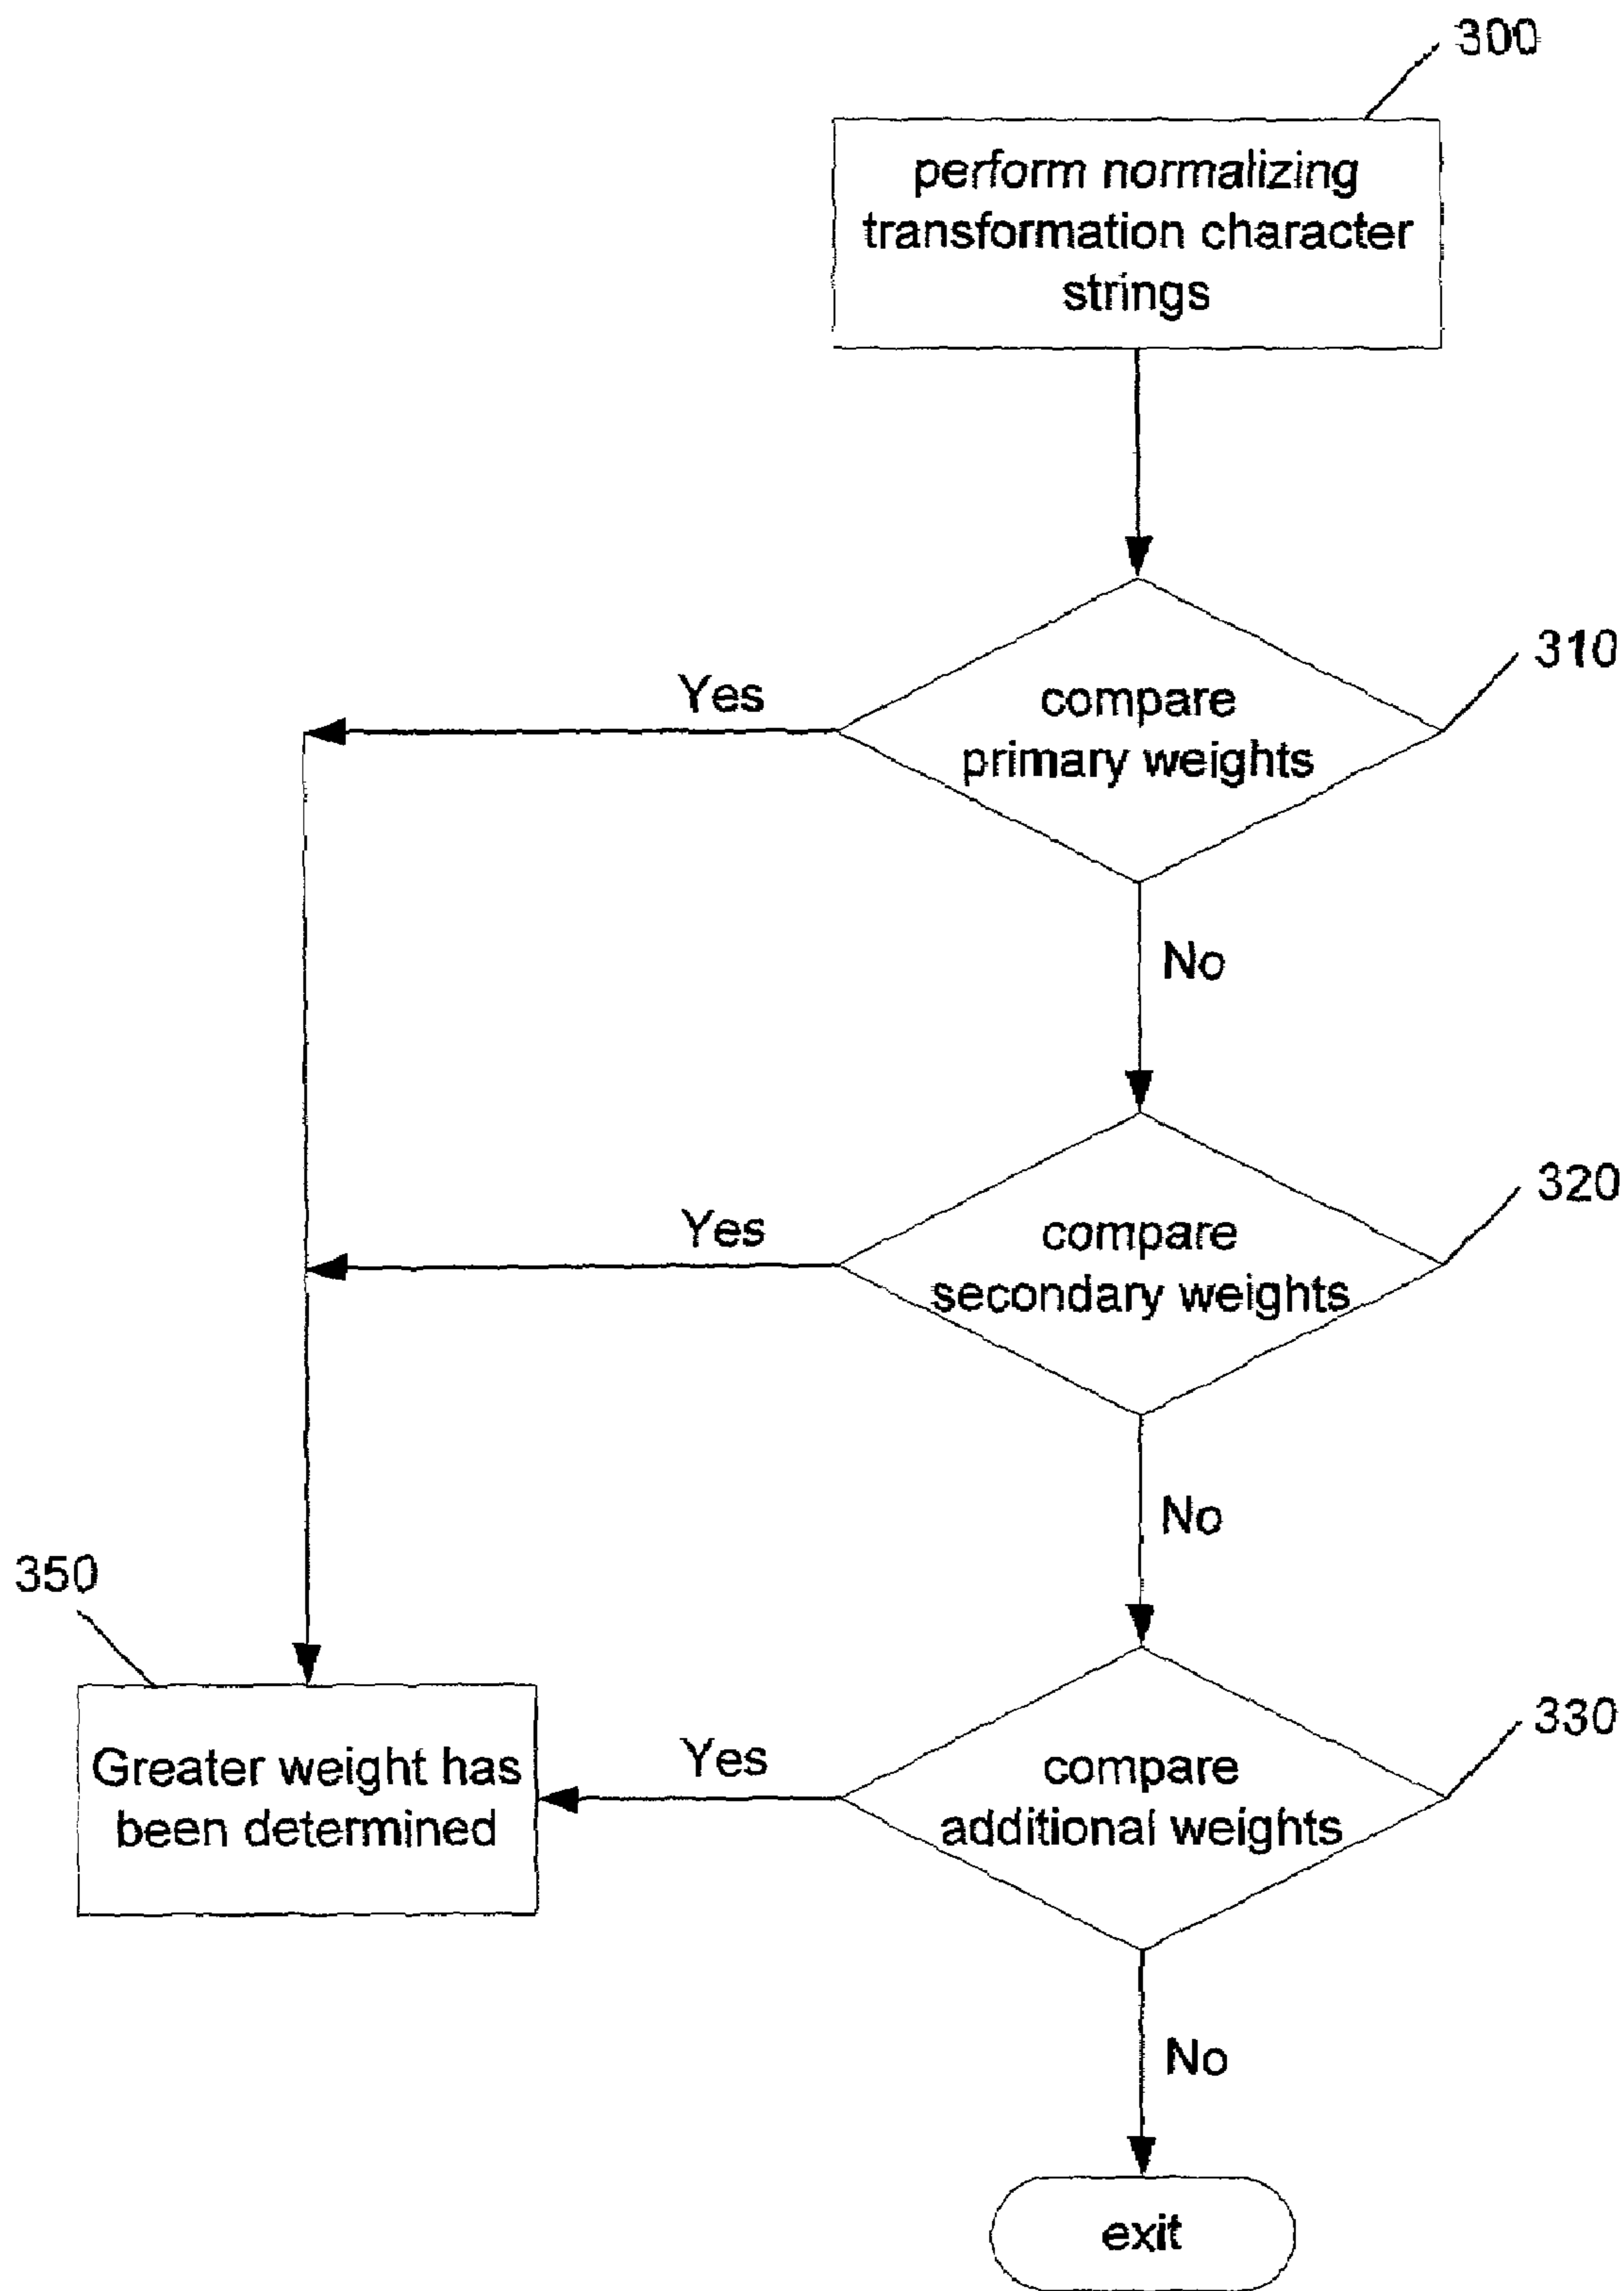 300
perform normalizing
transformation character
strings
310
compare
primary weights
Yes
No
320
compare
secondary weights
Yes
No
350
330
compare
additional weights
Yes
Greater weight has
been determined
No
exit